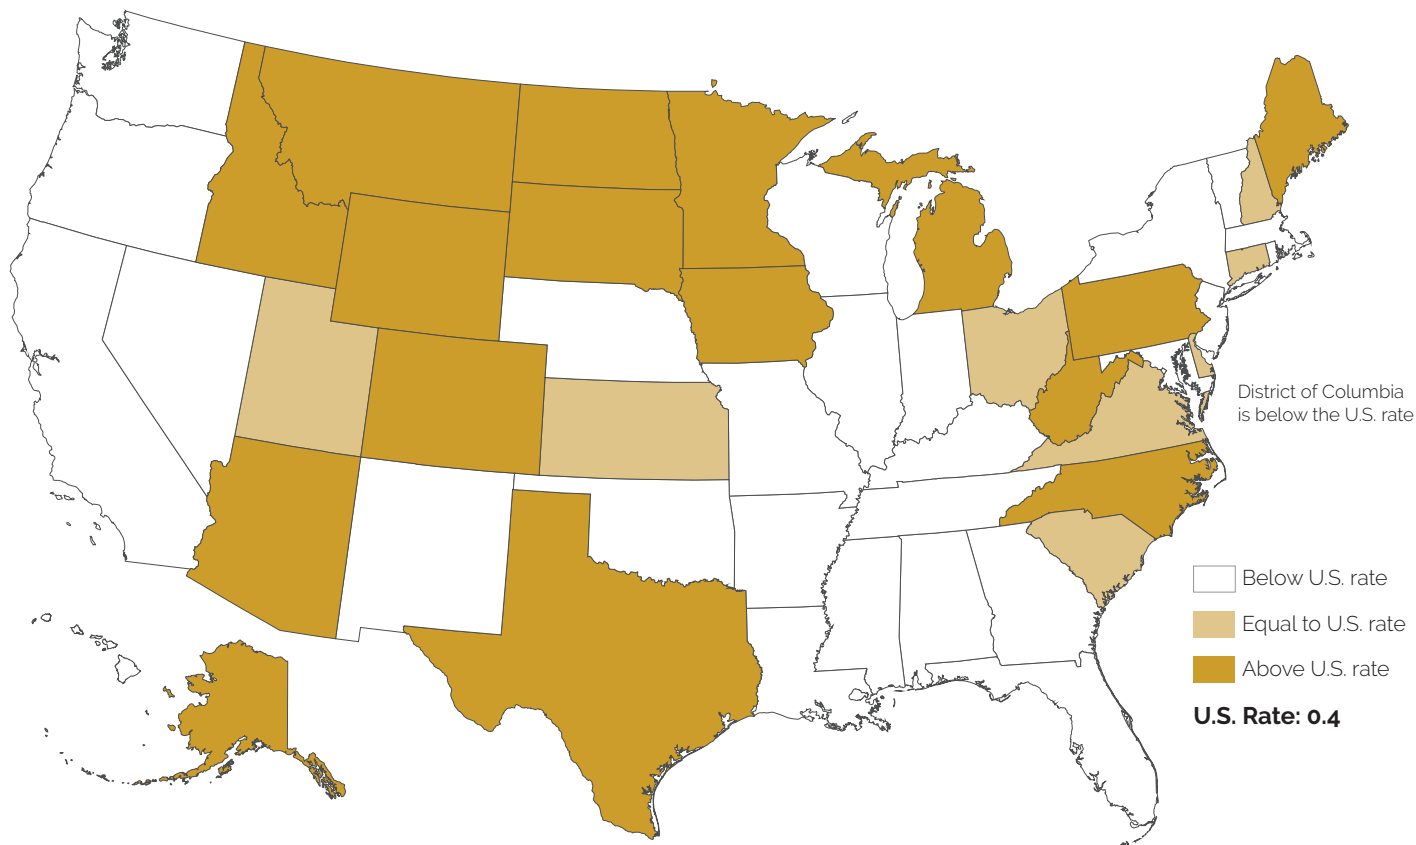 District of Columbia
is below the U.S. rate
Below U.S. rate
Equal to U.S. rate
Above U.S. rate
U.S. Rate: 0.4